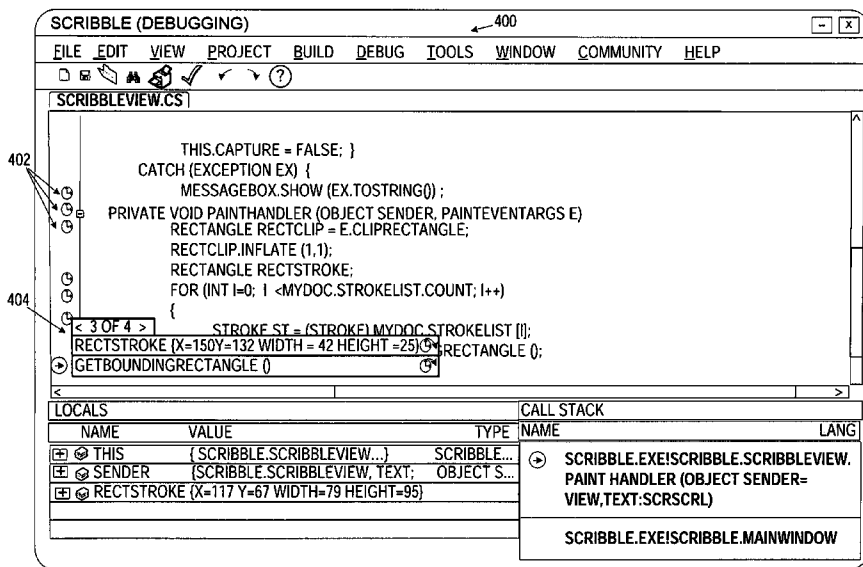 SCRIBBLE (DEBUGGING)
400
FILE EDIT VIEW PROJECT BUILD DEBUG TOOLS WINDOW COMMUNITY HELP
SCRIBBLEVIEW.CS
THIS.CAPTURE = FALSE; }
CATCH (EXCEPTION EX) {
402
MESSAGEBOX.SHOW (EX.TOSTRING()) ;
PRIVATE VOID PAINTHANDLER (OBJECT SENDER, PAINTEVENTARGS E)
RECTANGLE RECTCLIP = E.CLIPRECTANGLE;
RECTCLIP.INFLATE (1,1);
RECTANGLE RECTSTROKE;
FOR (INT I=0; I <MYDOC.STROKELIST.COUNT; I++)
404
{
< 3 OF 4 >
STROKE ST = (STROKE) MYDOC.STROKELIST [I];
RECTSTROKE {X=150Y=132 WIDTH = 42 HEIGHT =25}
GRECTANGLE ();
GETBOUNDINGRECTANGLE ()
< >
LOCALS
NAME VALUE TYPE
THIS { SCRIBBLE.SCRIBBLEVIEW...} SCRIBBLE...
SENDER {SCRIBBLE.SCRIBBLEVIEW, TEXT; OBJECT S...
RECTSTROKE {X=117 Y=67 WIDTH=79 HEIGHT=95}
CALL STACK
NAME LANG
SCRIBBLE.EXE!SCRIBBLE.SCRIBBLEVIEW.
PAINT HANDLER (OBJECT SENDER=
VIEW,TEXT:SCRSCRL)
SCRIBBLE.EXE!SCRIBBLE.MAINWINDOW